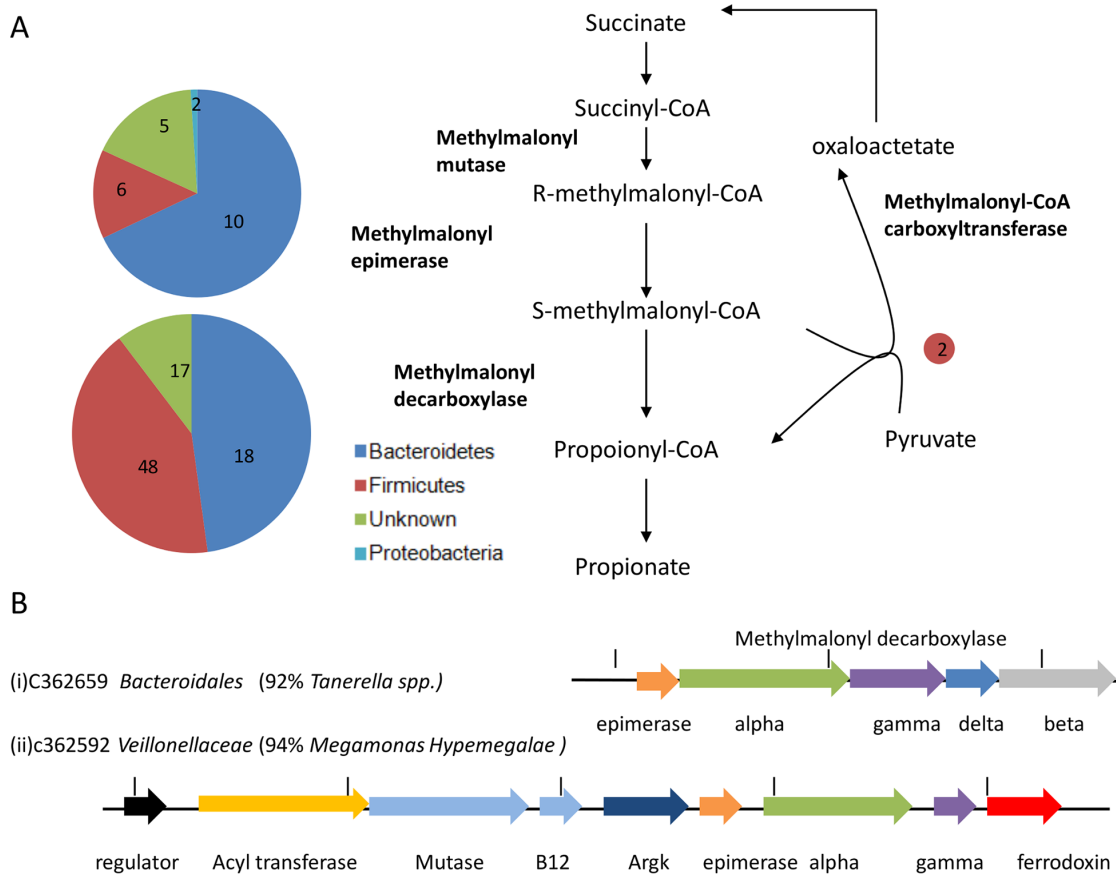 A
Succinate
Succinyl-CoA
Methylmalonyl
mutase
oxaloactetate
R-methylmalonyl-CoA
Methylmalonyl-CoA
carboxyltransferase
Methylmalonyl
epimerase
S-methylmalonyl-CoA
2
5
6
10
2
Methylmalonyl
decarboxylase
17
48
18
Bacteroidetes
Firmicutes
Unknown
Proteobacteria
Propoionyl-CoA
Pyruvate
Propionate
B
Methylmalonyl decarboxylase
(i)C362659 Bacteroidales (92% Tanerella spp.)
epimerase alpha gamma delta beta
(ii)c362592 Veillonellaceae (94% Megamonas Hypemegalae )
regulator Acyl transferase Mutase B12 Argk epimerase alpha gamma ferrodoxin